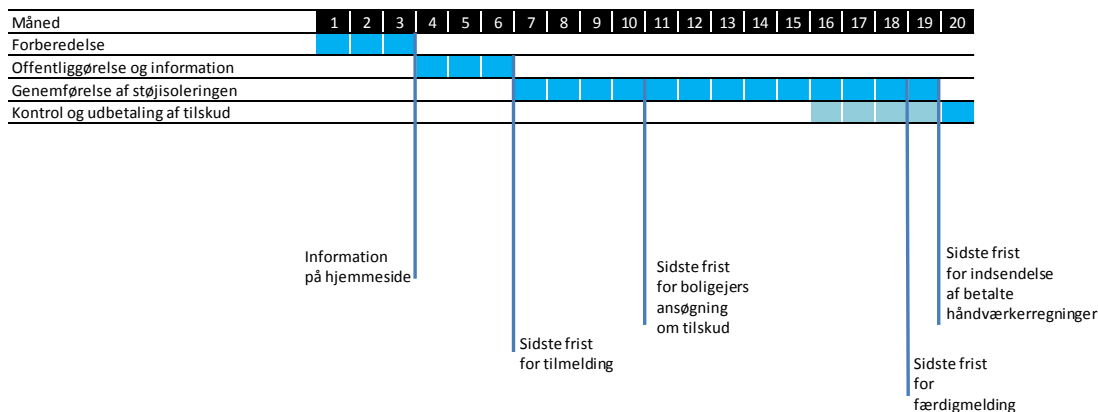 Måned 1 2 3 4 5 6 7 8 9 10 11 12 13 14 15 16 17 18 19 20
Forberedelse
Offentliggørelse og information
Genemførelse af støjisoleringen
Kontrol og udbetaling af tilskud
Information
på hjemmeside
Sidste frist
for tilmelding
Sidste frist
for boligejers
ansøgning
om tilskud
Sidste frist
for
færdigmelding
Sidste frist
for indsendelse
af betalte
håndværkerregninger